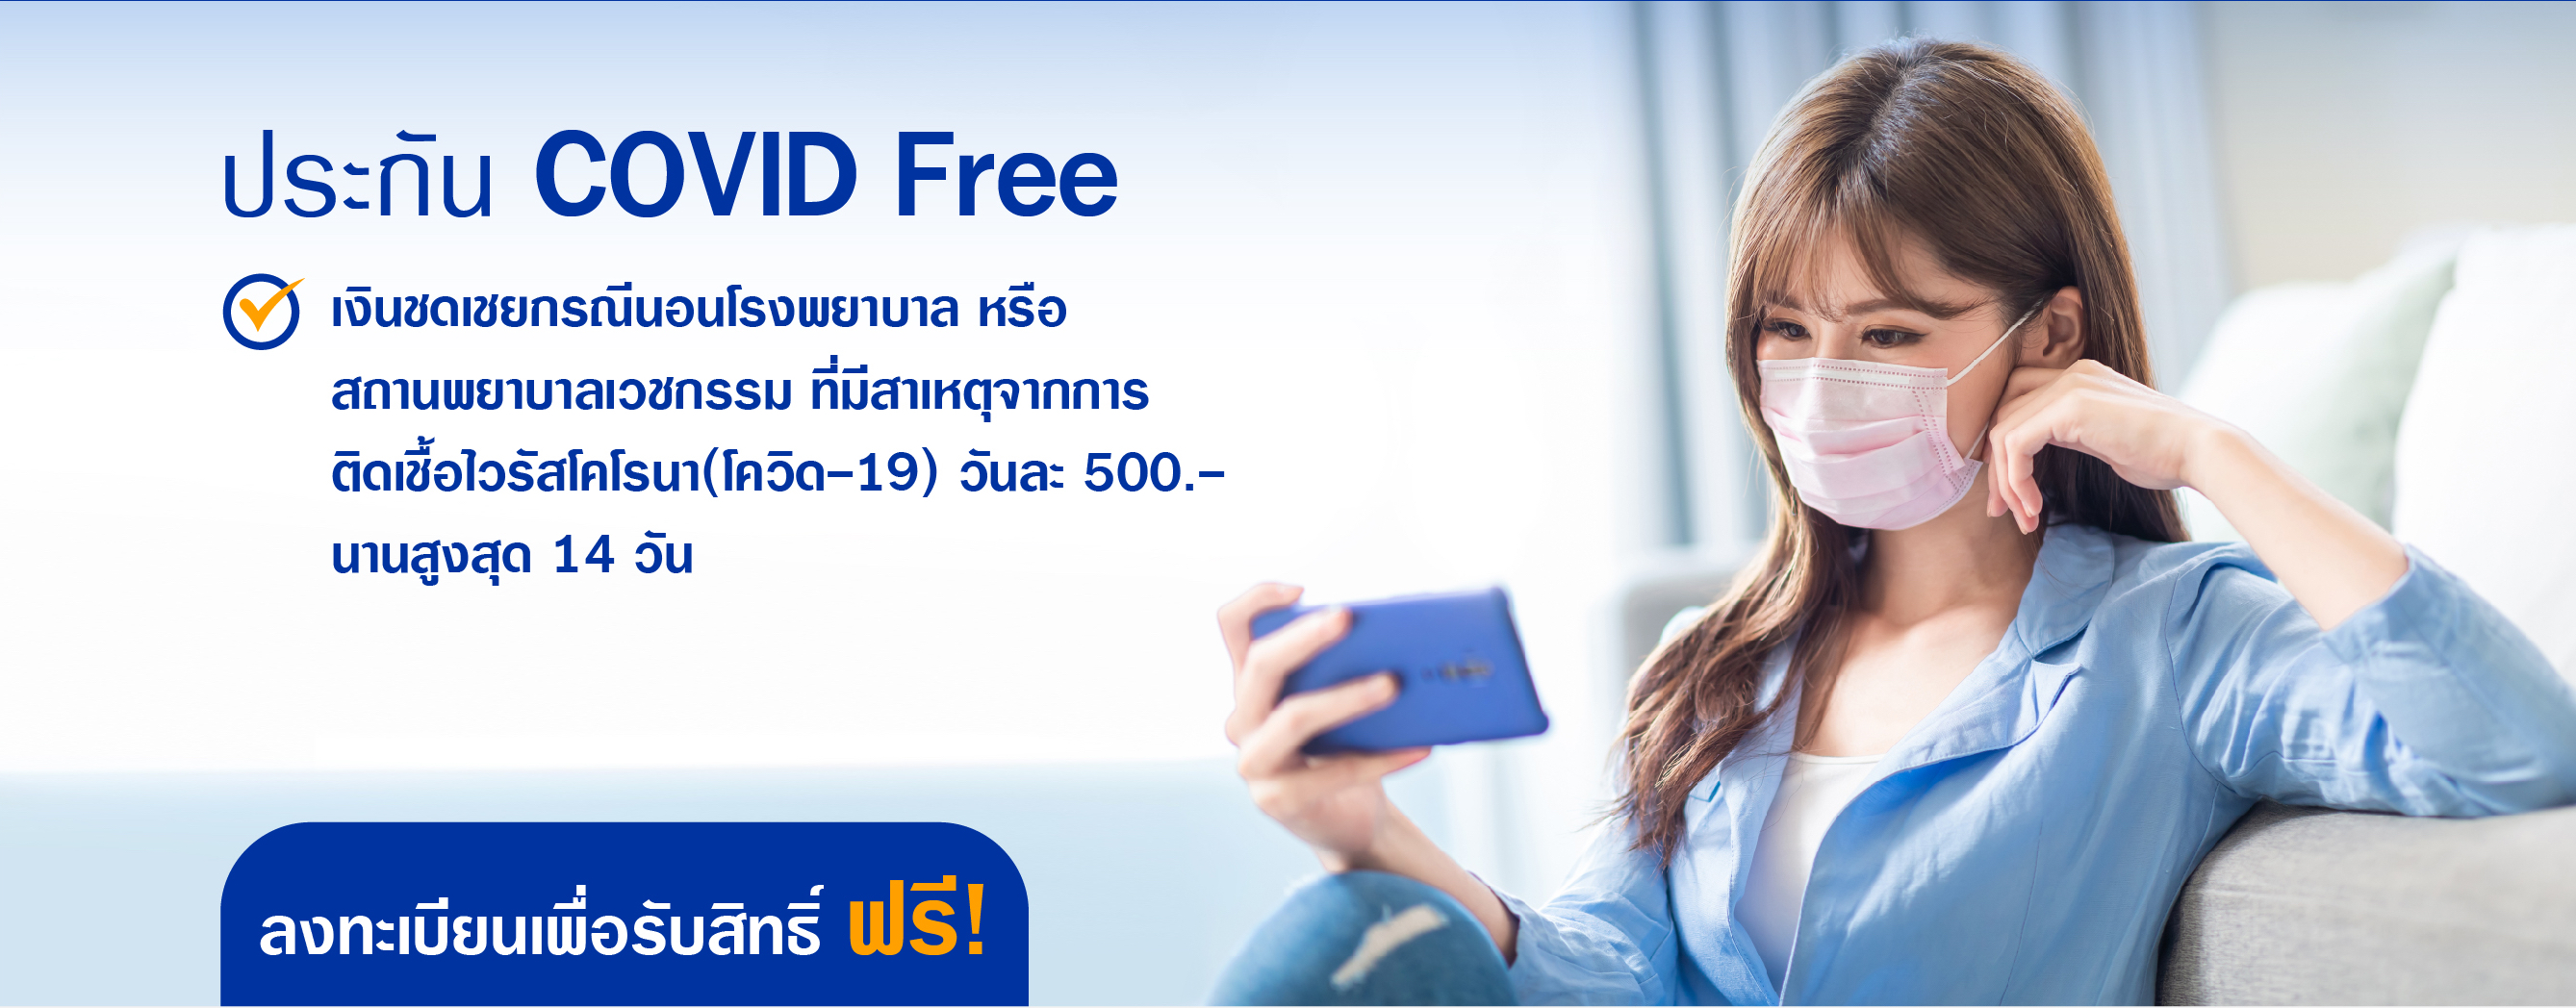 ประกัน COVID Free
เงินชดเชยกรณีนอนโรงพยาบาล หรือ
สถานพยาบาลเวชกรรม ที่มีสาเหตุจากการ
ติดเชื้อไวรัสโคโรนา(โควิด-19) วันละ 500.-
นานสูงสุด 14 วัน
ลงทะเบียนเพื่อรับสิทธิ์ ฟรี!